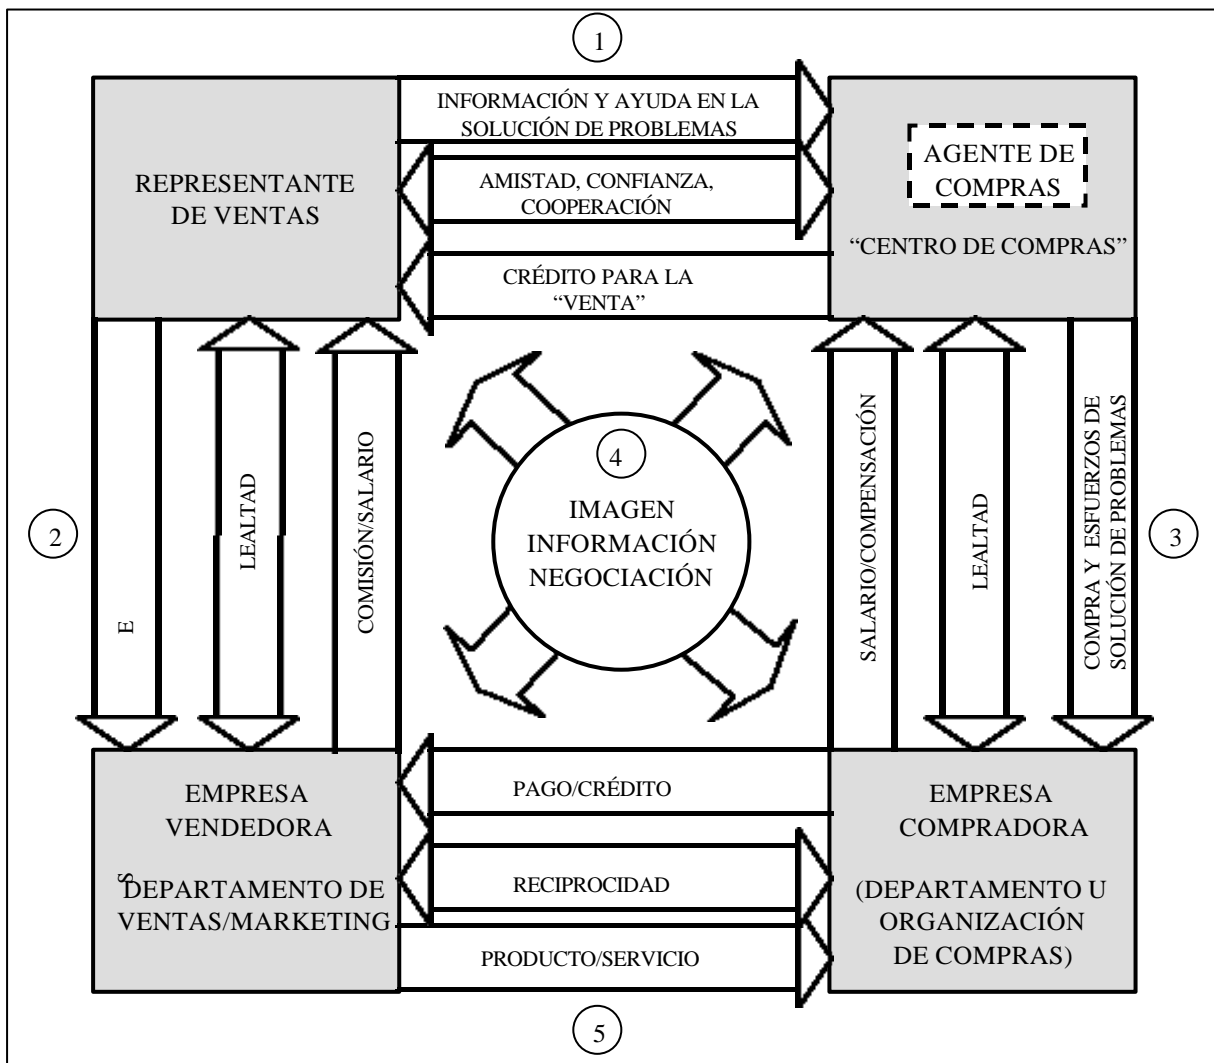 1
INFORMACIÓN Y AYUDA EN LA
SOLUCIÓN DE PROBLEMAS
AGENTE DE
COMPRAS
REPRESENTANTE
DE VENTAS
AMISTAD, CONFIANZA,
COOPERACIÓN
“CENTRO DE COMPRAS”
CRÉDITO PARA LA
“VENTA”
2
E
LEALTAD
COMISIÓN/SALARIO
4
IMAGEN
INFORMACIÓN
NEGOCIACIÓN
SALARIO/COMPENSACIÓN
LEALTAD
COMPRA Y ESFUERZOS DE
SOLUCIÓN DE PROBLEMAS
3
EMPRESA
VENDEDORA
S
DEPARTAMENTO DE
VENTAS/MARKETING
PAGO/CRÉDITO
RECIPROCIDAD
PRODUCTO/SERVICIO
EMPRESA
COMPRADORA
(DEPARTAMENTO U
ORGANIZACIÓN
DE COMPRAS)
5